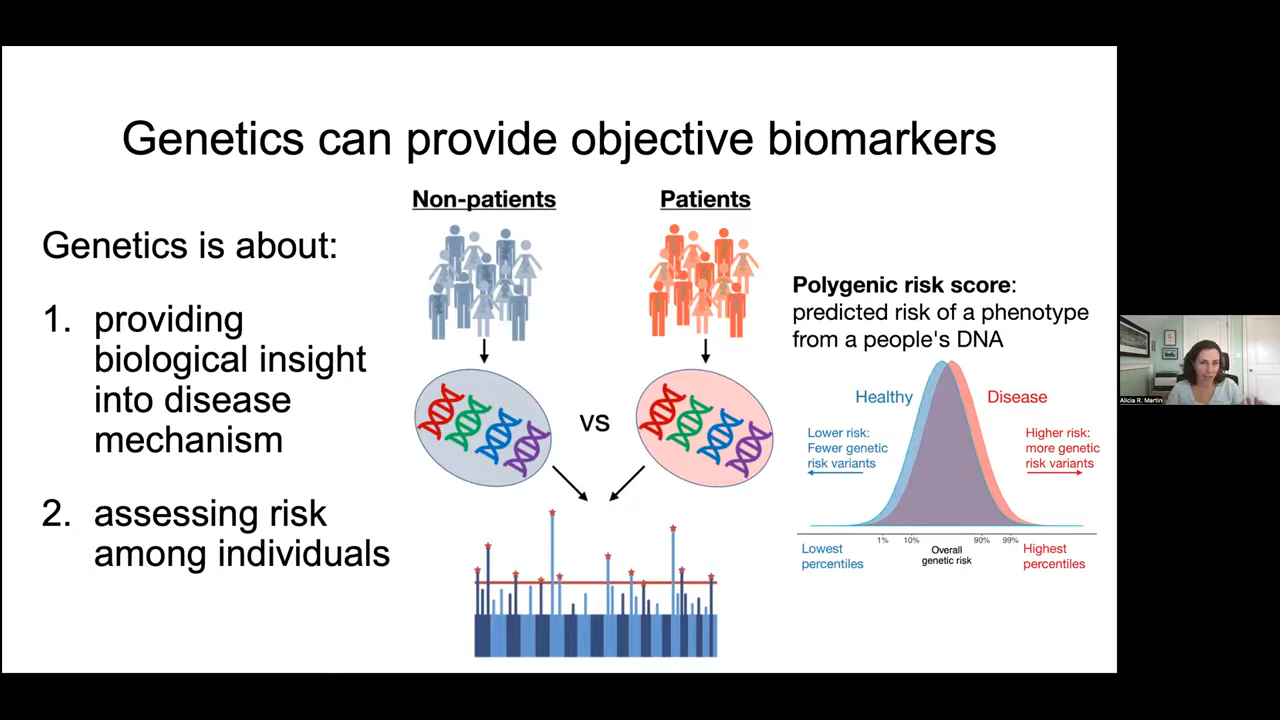 Genetics can provide objective biomarkers
Genetics is about:
1. providing
biological insight
into disease
mechanism
2. assessing risk
among individuals
Non-patients
Patients
vs
Polygenic risk score:
predicted risk of a phenotype
from a people's DNA
Healthy
Disease
Lower risk:
Fewer genetic
risk variants
Higher risk:
more genetic
risk variants
1% 10% 90% 99%
Lowest
percentiles
Overall
genetic risk
Highest
percentiles
Alicia R. Martin